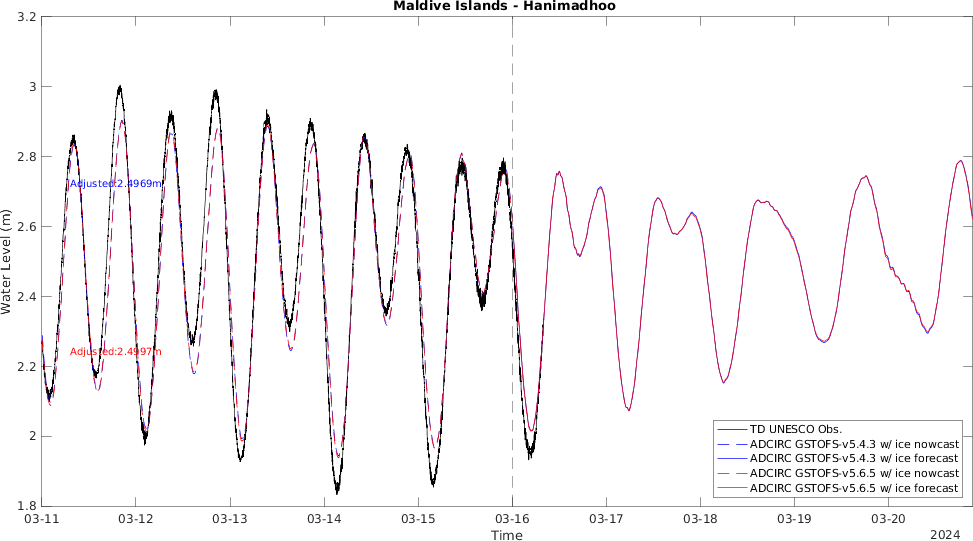 Maldive Islands - Hanimadhoo
3.2
3
2.8
2.6
2.4
2.2
2
1.8
Water Level (m)
Adjusted:2.4969m
Adjusted:2.4997m
TD UNESCO Obs.
ADCIRC GSTOFS-v5.4.3 w/ ice nowcast
ADCIRC GSTOFS-v5.4.3 w/ ice forecast
ADCIRC GSTOFS-v5.6.5 w/ ice nowcast
ADCIRC GSTOFS-v5.6.5 w/ ice forecast
03-11 03-12 03-13 03-14 03-15 03-16 03-17 03-18 03-19 03-20
Time
2024